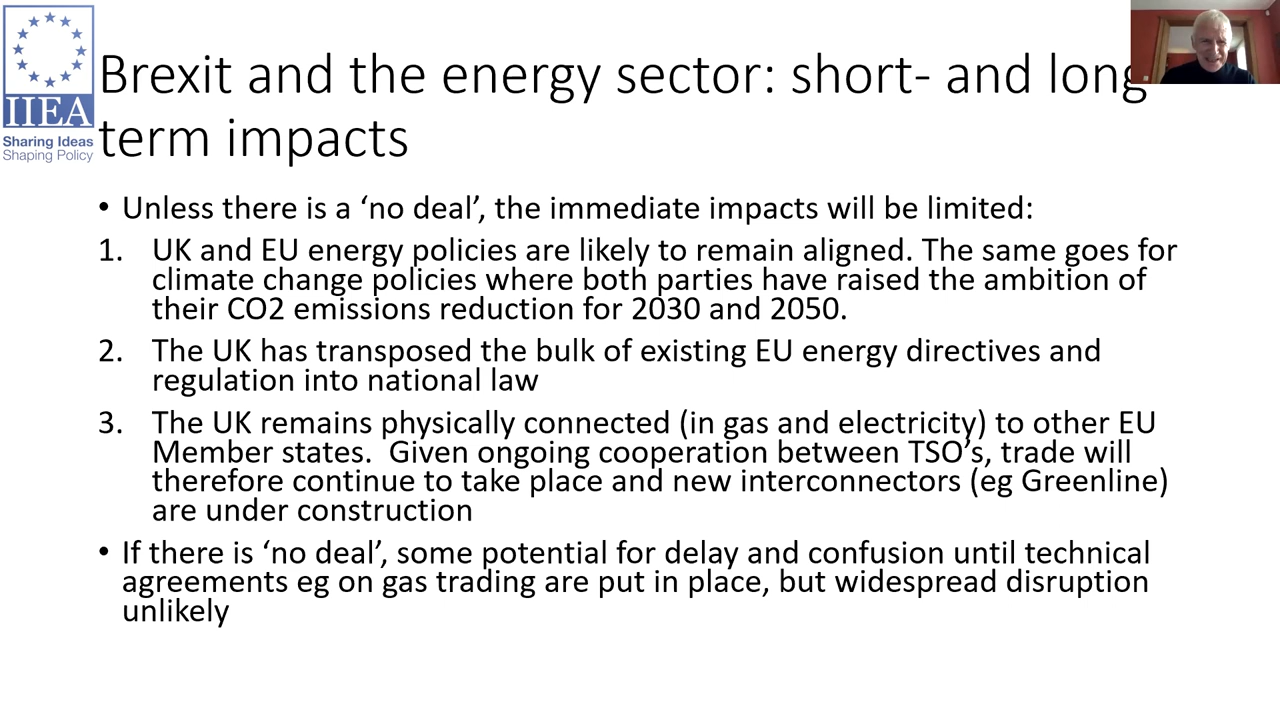 IIEA
Sharing Ideas
Shaping Policy
Brexit and the energy sector: short- and long
term impacts
• Unless there is a ‘no deal’, the immediate impacts will be limited:
1. UK and EU energy policies are likely to remain aligned. The same goes for
climate change policies where both parties have raised the ambition of
their CO2 emissions reduction for 2030 and 2050.
2. The UK has transposed the bulk of existing EU energy directives and
regulation into national law
3. The UK remains physically connected (in gas and electricity) to other EU
Member states.  Given ongoing cooperation between TSO’s, trade will
therefore continue to take place and new interconnectors (eg Greenline)
are under construction
• If there is ‘no deal’, some potential for delay and confusion until technical
agreements eg on gas trading are put in place, but widespread disruption
unlikely